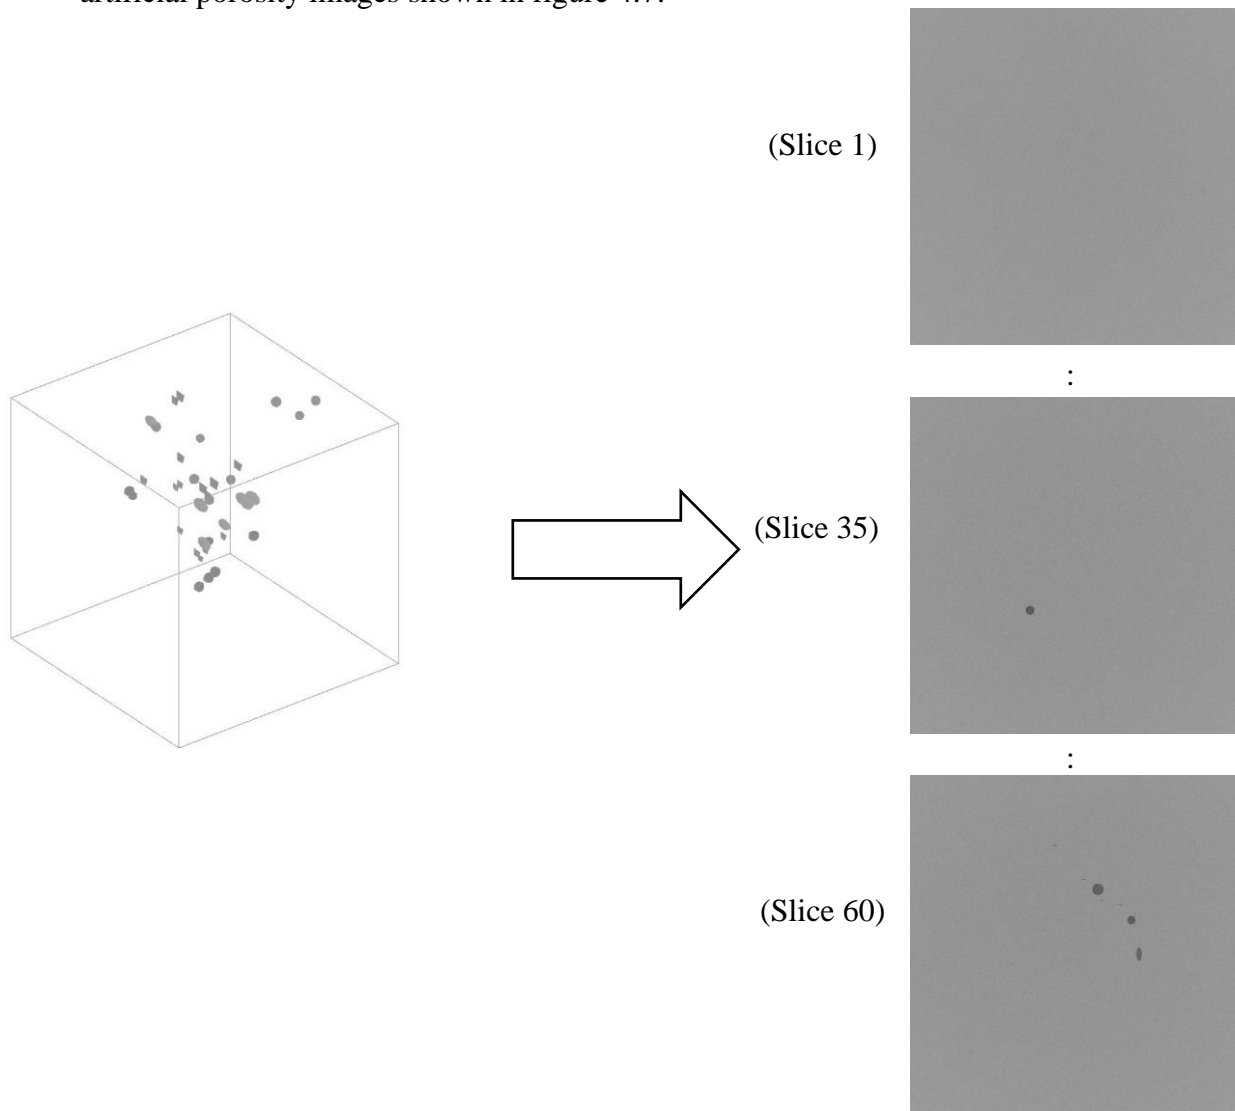 artificial porosity images shown in figure 4.7.
(Slice 1)
:
(Slice 35)
:
(Slice 60)